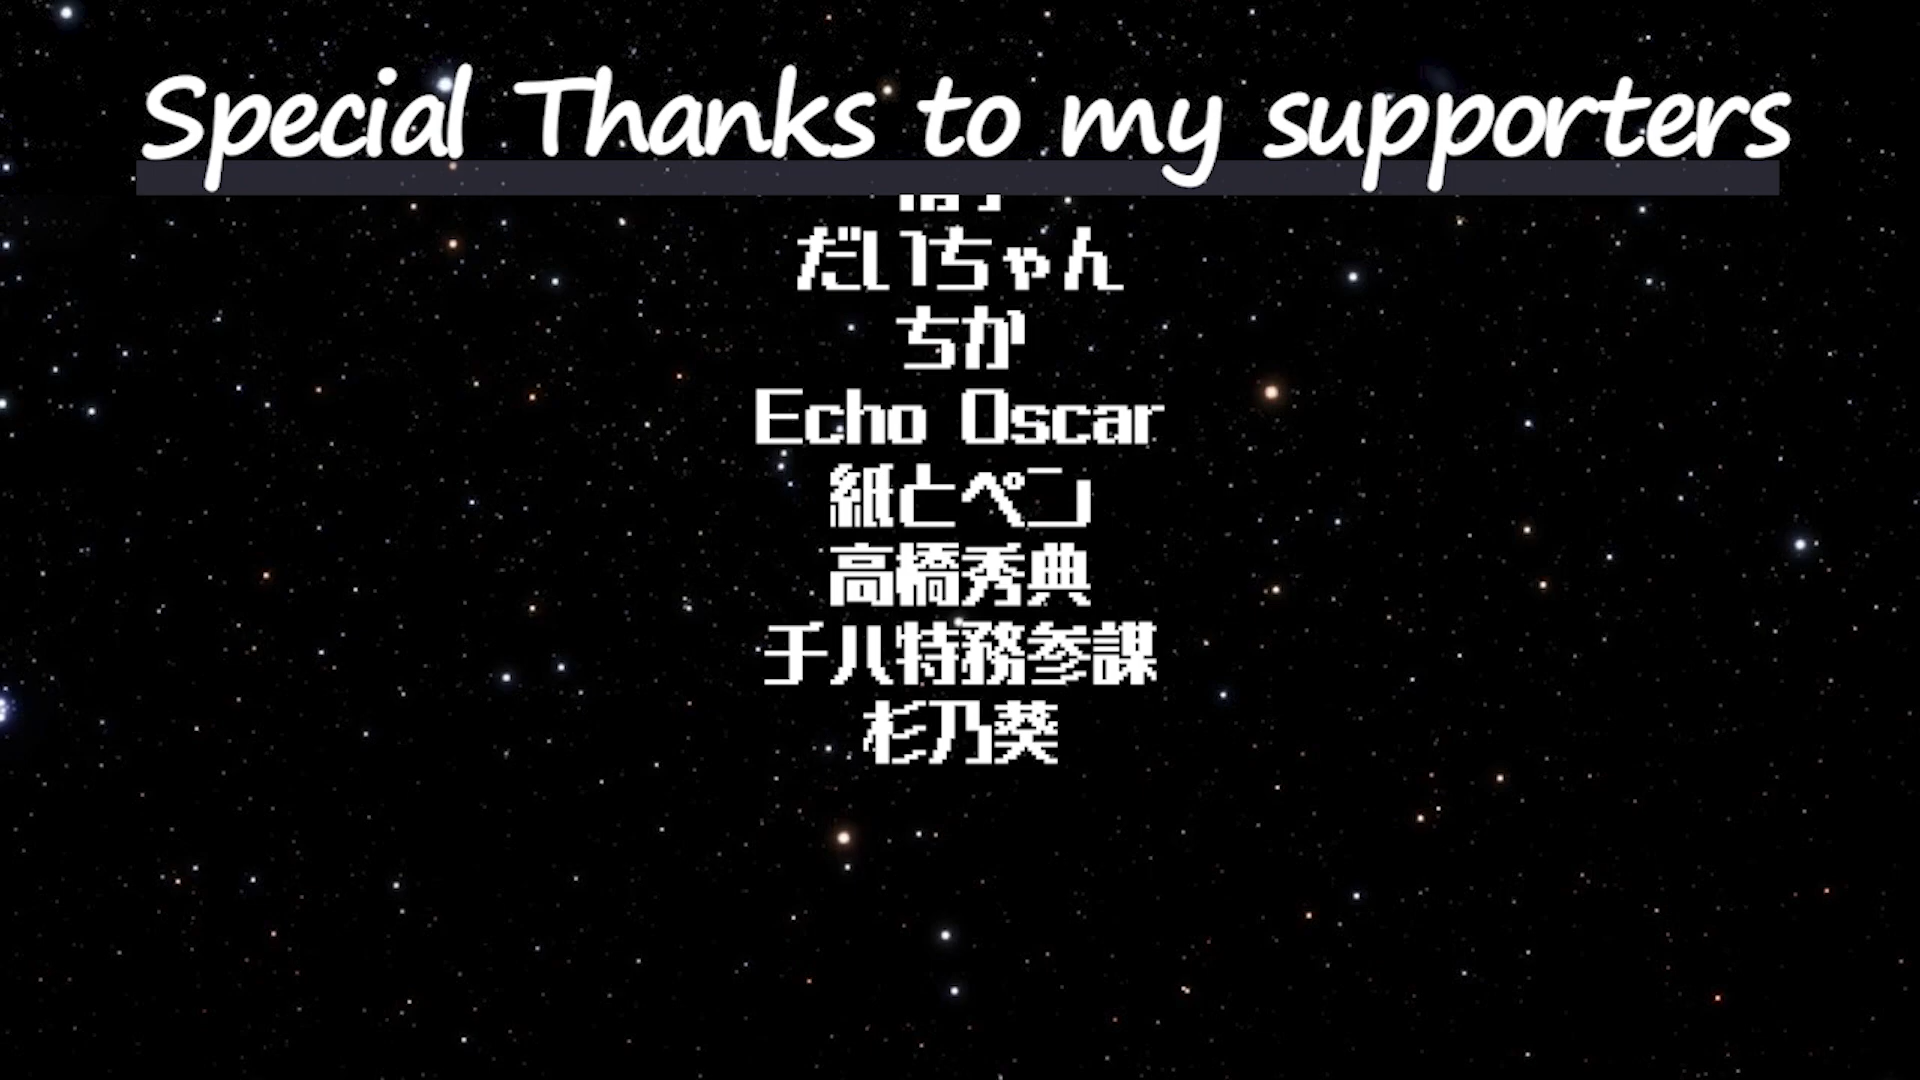 Special Thanks to my supporters
だいちゃん
ちか
Echo Oscar
紙とペン
高橋秀典
千八特務参謀
杉乃葵